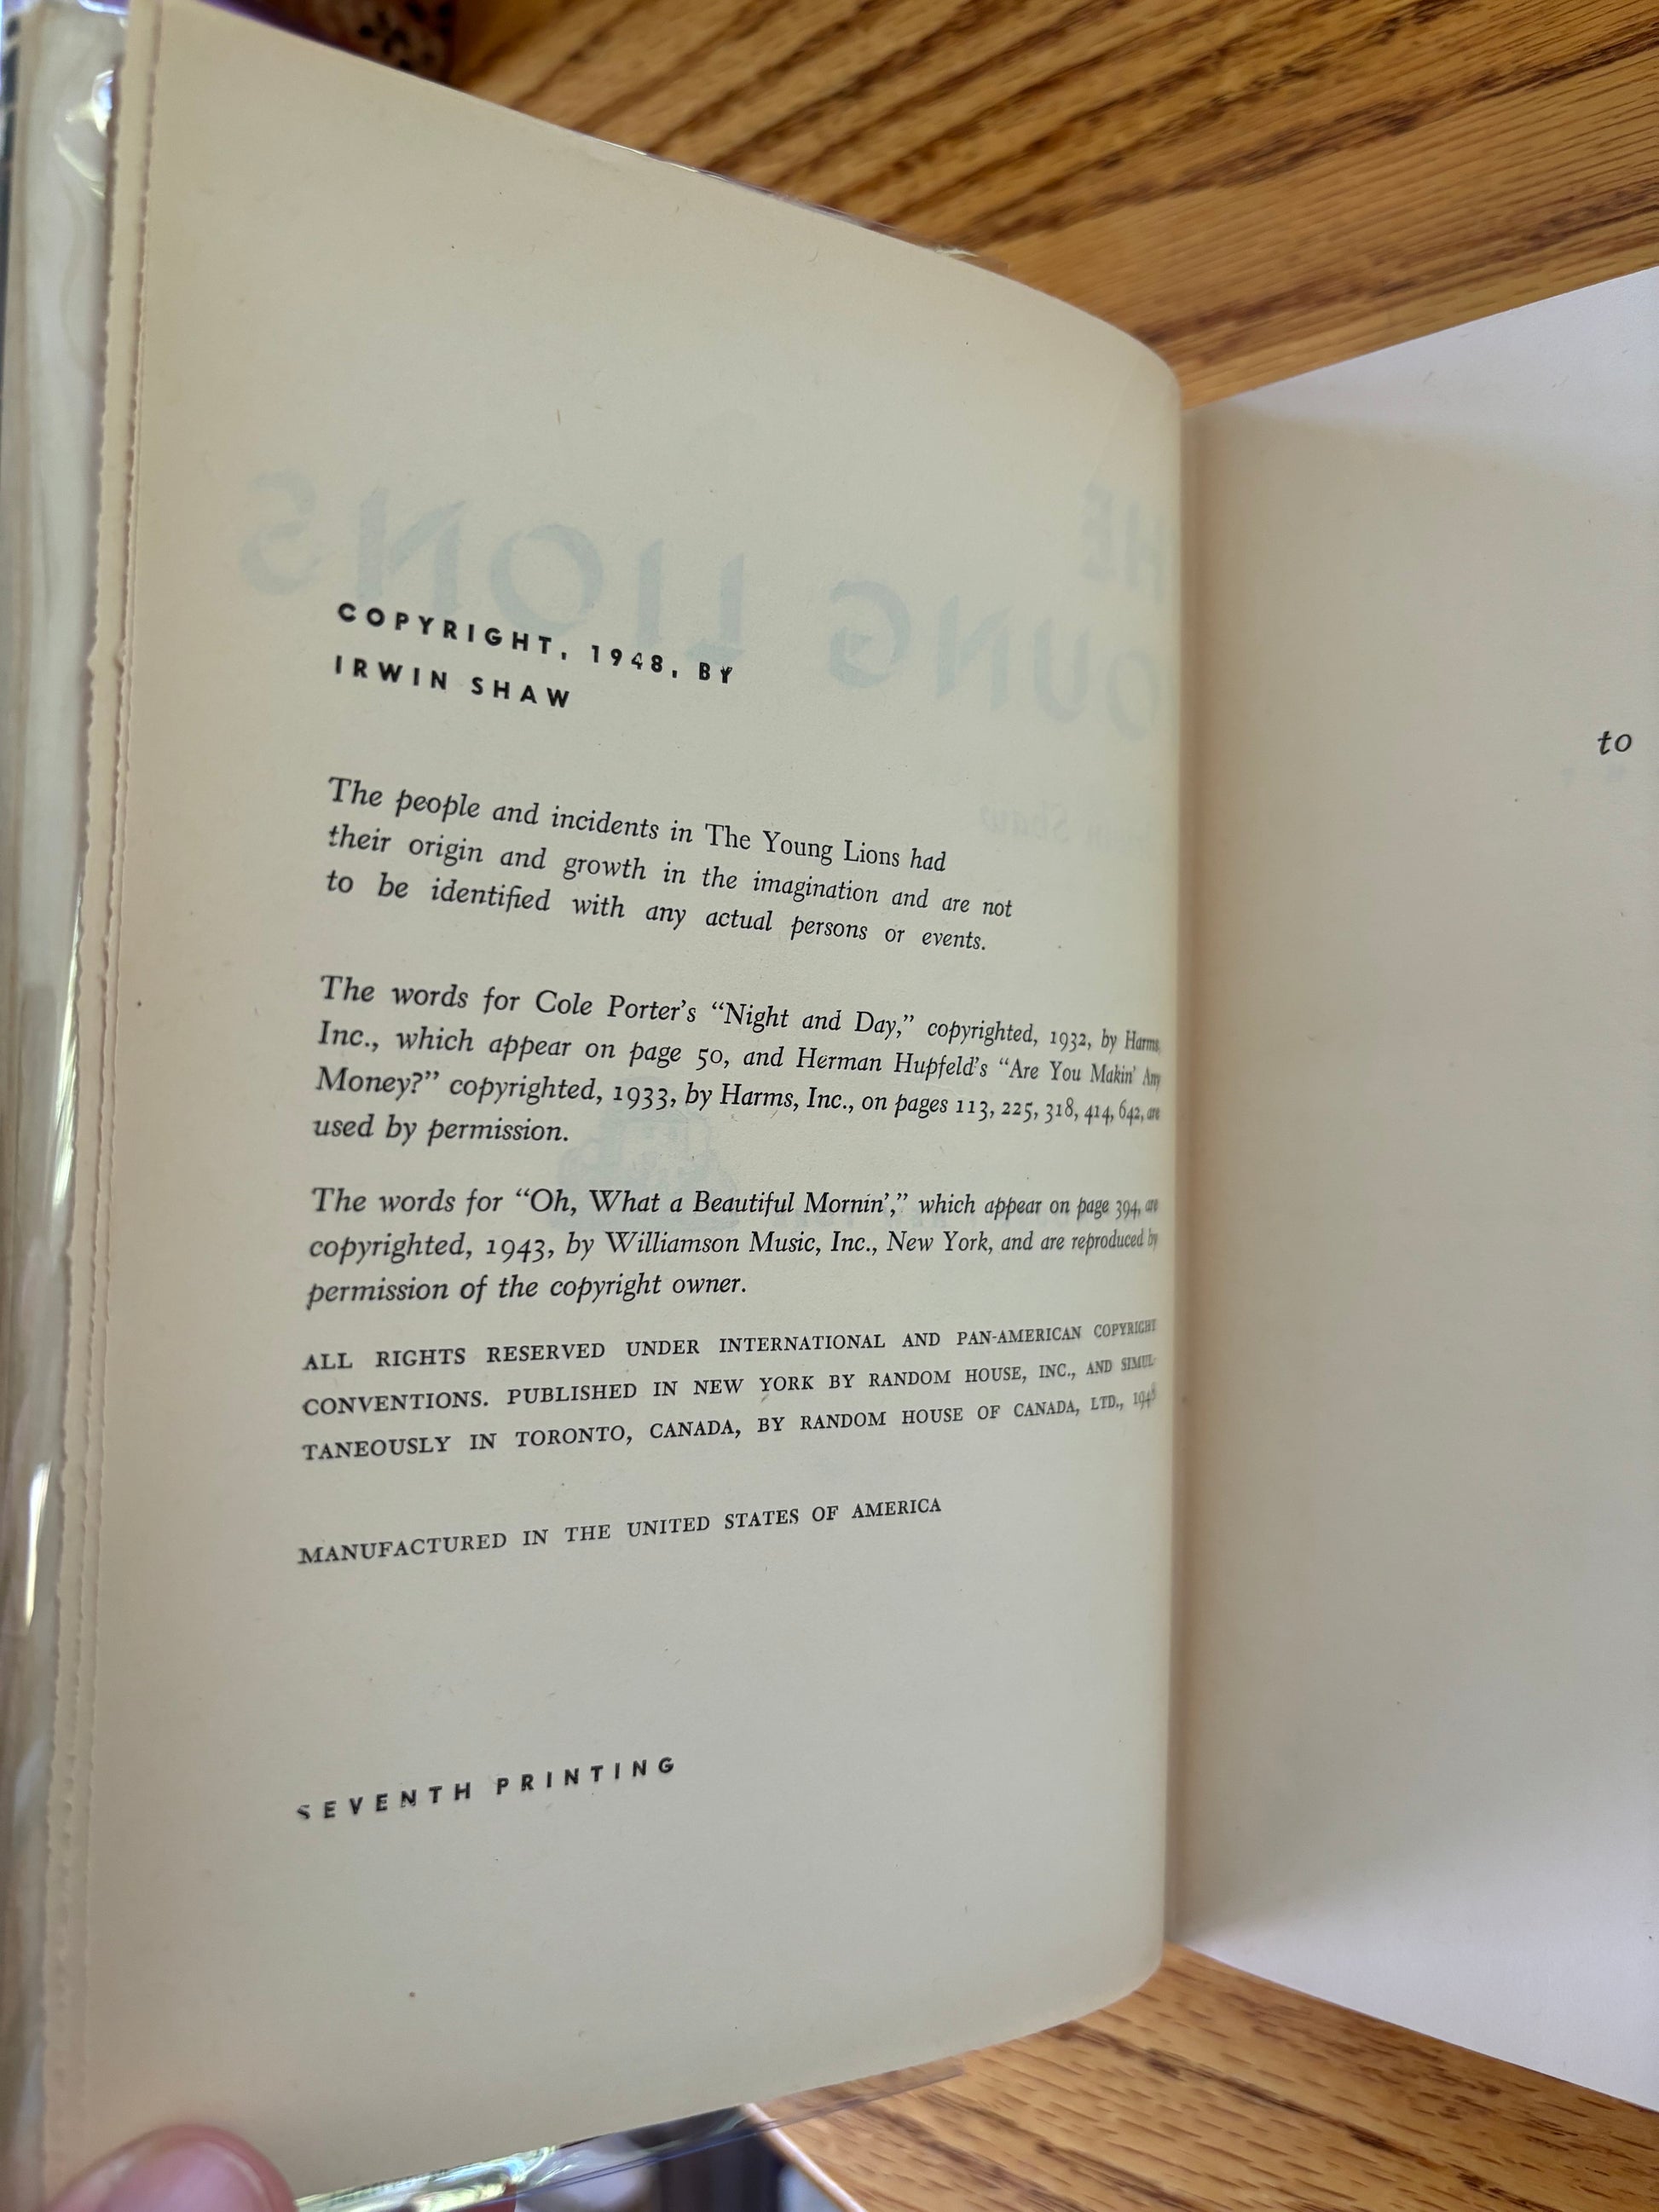 COPYRIGHT, 1948, BY
IRWIN SHAW
The people and incidents in The Young Lions had
their origin and growth in the imagination and are not
to be identified with any actual persons or events.
The words for Cole Porter's “Night and Day,” copyrighted, 1932, by Harms,
Inc., which appear on page 50, and Herman Hupfeld's “Are You Makin' Any
Money?” copyrighted, 1933, by Harms, Inc., on pages 113, 225, 318, 414, 642, are
used by permission.
The words for “Oh, What a Beautiful Mornin',” which appear on page 394, are
copyrighted, 1943, by Williamson Music, Inc., New York, and are reproduced by
permission of the copyright owner.
ALL RIGHTS RESERVED UNDER INTERNATIONAL AND PAN-AMERICAN COPYRIGHT
CONVENTIONS. PUBLISHED IN NEW YORK BY RANDOM HOUSE, INC., AND SIMUL-
TANEOUSLY IN TORONTO, CANADA, BY RANDOM HOUSE OF CANADA, LTD., 1948
MANUFACTURED IN THE UNITED STATES OF AMERICA
SEVENTH PRINTING
to